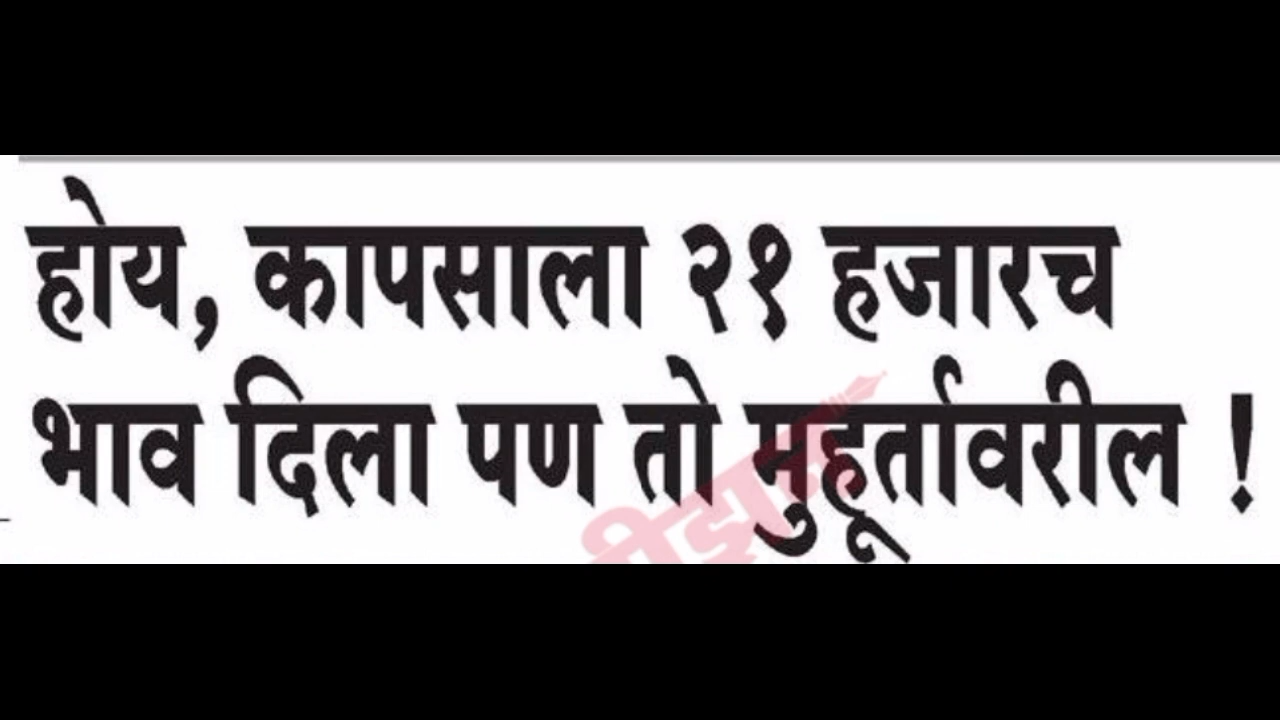 होय, कापसाला २१ हजारच
भाव दिला पण तो मुहूर्तावरील !